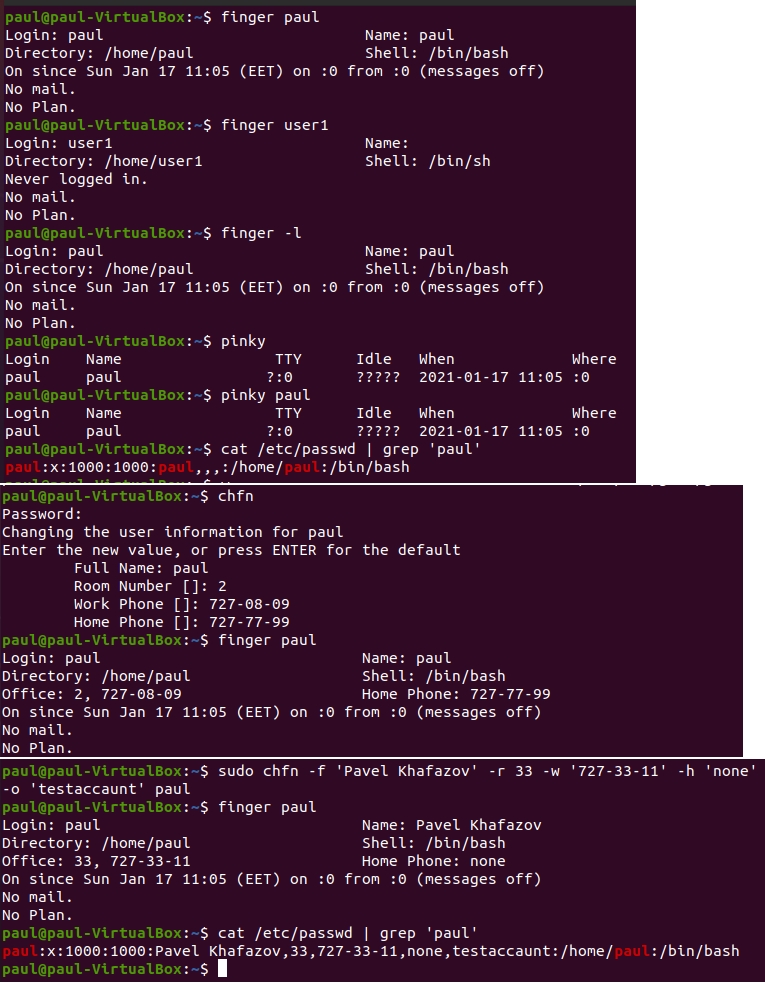 paul@paul-VirtualBox:~$ finger paul
Login: paul                             Name: paul
Directory: /home/paul                   Shell: /bin/bash
On since Sun Jan 17 11:05 (EET) on :0 from :0 (messages off)
No mail.
No Plan.
paul@paul-VirtualBox:~$ finger user1
Login: user1                            Name:
Directory: /home/user1                  Shell: /bin/sh
Never logged in.
No mail.
No Plan.
paul@paul-VirtualBox:~$ finger -l
Login: paul                             Name: paul
Directory: /home/paul                   Shell: /bin/bash
On since Sun Jan 17 11:05 (EET) on :0 from :0 (messages off)
No mail.
No Plan.
paul@paul-VirtualBox:~$ pinky
Login    Name                 TTY      Idle   When             Where
paul     paul                ?:0       ?????  2021-01-17 11:05 :0
paul@paul-VirtualBox:~$ pinky paul
Login    Name                 TTY      Idle   When             Where
paul     paul                ?:0       ?????  2021-01-17 11:05 :0
paul@paul-VirtualBox:~$ cat /etc/passwd | grep 'paul'
paul:x:1000:1000:paul,,,:/home/paul:/bin/bash
paul@paul-VirtualBox:~$ chfn
Password:
Changing the user information for paul
Enter the new value, or press ENTER for the default
        Full Name: paul
        Room Number []: 2
        Work Phone []: 727-08-09
        Home Phone []: 727-77-99
paul@paul-VirtualBox:~$ finger paul
Login: paul                             Name: paul
Directory: /home/paul                   Shell: /bin/bash
Office: 2, 727-08-09                    Home Phone: 727-77-99
On since Sun Jan 17 11:05 (EET) on :0 from :0 (messages off)
No mail.
No Plan.
paul@paul-VirtualBox:~$ sudo chfn -f 'Pavel Khafazov' -r 33 -w '727-33-11' -h 'none'
-o 'testaccaunt' paul
paul@paul-VirtualBox:~$ finger paul
Login: paul                             Name: Pavel Khafazov
Directory: /home/paul                   Shell: /bin/bash
Office: 33, 727-33-11                   Home Phone: none
On since Sun Jan 17 11:05 (EET) on :0 from :0 (messages off)
No mail.
No Plan.
paul@paul-VirtualBox:~$ cat /etc/passwd | grep 'paul'
paul:x:1000:1000:Pavel Khafazov,33,727-33-11,none,testaccaunt:/home/paul:/bin/bash
paul@paul-VirtualBox:~$